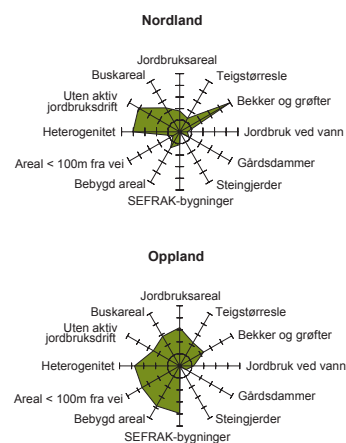 Nordland
Jordbruksareal
Buskareal
Teigstørresle
Uten aktiv
jordbruksdrift
Bekker og grøfter
Heterogenitet
Jordbruk ved vann
Areal < 100m fra vei
Gårdsdammer
Bebygd areal
Steingjerder
SEFRAK-bygninger
Oppland
Jordbruksareal
Buskareal
Teigstørresle
Uten aktiv
jordbruksdrift
Bekker og grøfter
Heterogenitet
Jordbruk ved vann
Areal < 100m fra vei
Gårdsdammer
Bebygd areal
Steingjerder
SEFRAK-bygninger